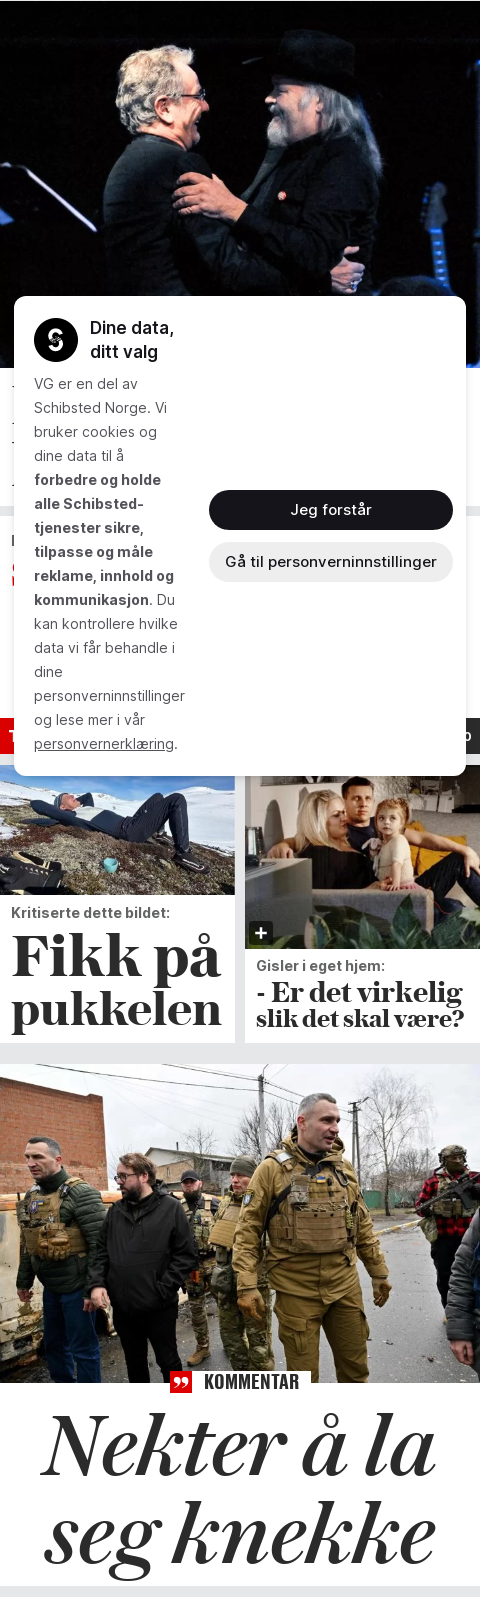 Dine data,
ditt valg
VG er en del av
Schibsted Norge. Vi
bruker cookies og
dine data til å
forbedre og holde
alle Schibsted-
tjenester sikre,
tilpasse og måle
reklame, innhold og
kommunikasjon. Du
kan kontrollere hvilke
data vi får behandle i
dine
personverninnstillinger
og lese mer i vår
personvernerklæring.
Jeg forstår
Gå til personverninnstillinger
Kritiserte dette bildet:
Fikk på
pukkelen
Gisler i eget hjem:
- Er det virkelig
slik det skal være?
KOMMENTAR
Nekter å la
seg knekke